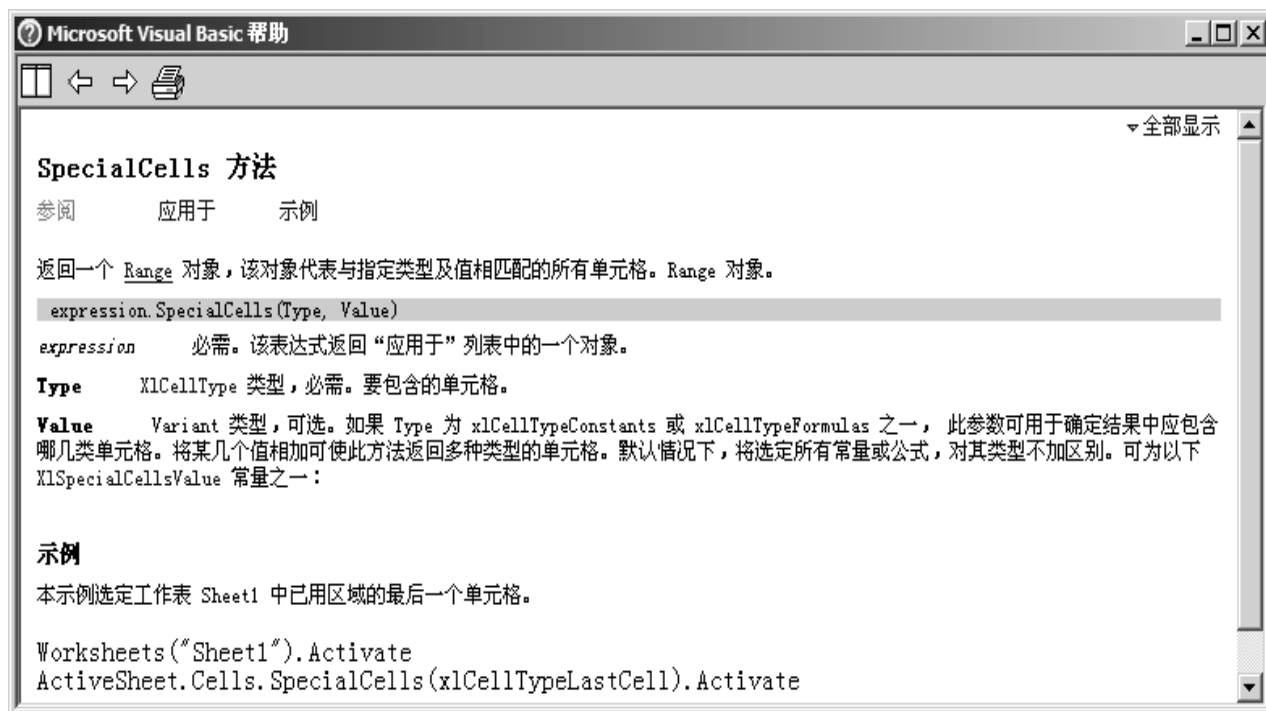 Microsoft Visual Basic 帮助
全部显示
SpecialCells 方法
参阅 应用于 示例
返回一个 Range 对象，该对象代表与指定类型及值相匹配的所有单元格。Range 对象。
expression.SpecialCells(Type, Value)
expression 必需。该表达式返回“应用于”列表中的一个对象。
Type XlCellType 类型，必需。要包含的单元格。
Value Variant 类型，可选。如果 Type 为 xlCellTypeConstants 或 xlCellTypeFormulas 之一， 此参数可用于确定结果中应包含
哪几类单元格。将某几个值相加可使此方法返回多种类型的单元格。默认情况下，将选定所有常量或公式，对其类型不加区别。可为以下
XlSpecialCellsValue 常量之一：
示例
本示例选定工作表 Sheet1 中已用区域的最后一个单元格。
Worksheets("Sheet1").Activate
ActiveSheet.Cells.SpecialCells(xlCellTypeLastCell).Activate